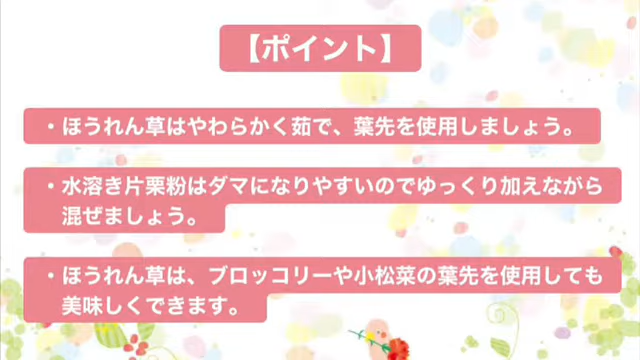 【ポイント】
・ほうれん草はやわらかく茹で、葉先を使用しましょう。
・水溶き片栗粉はダマになりやすいのでゆっくり加えながら
混ぜましょう。
・ほうれん草は、ブロッコリーや小松菜の葉先を使用しても
美味しくできます。